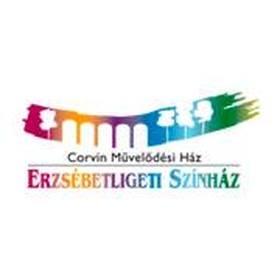 Corvin Művelődési Ház
ERZSÉBETLIGETI SZÍNHÁZ